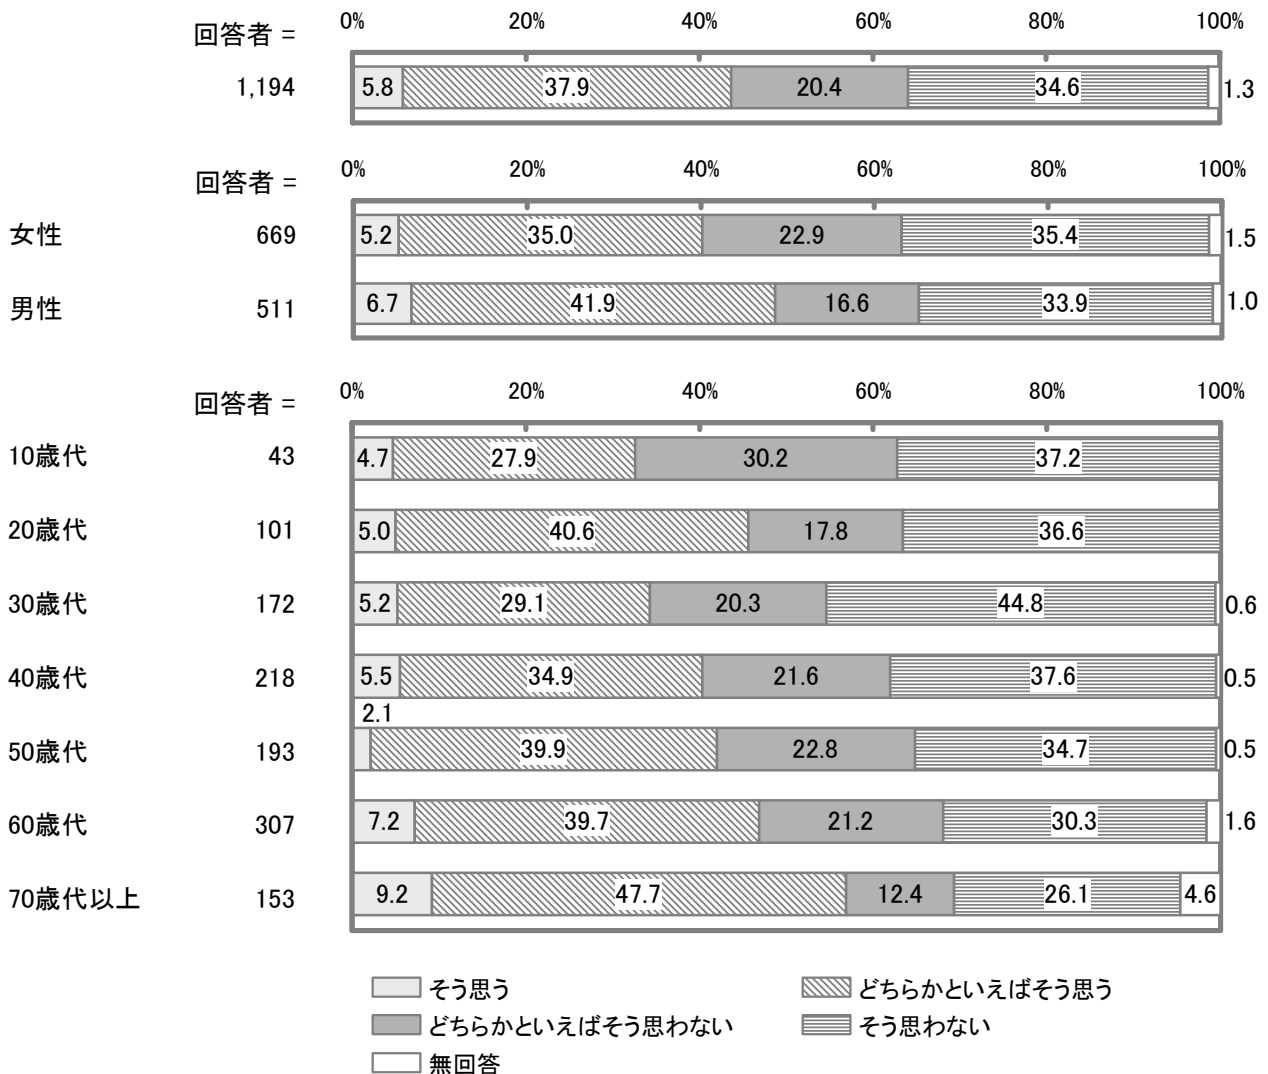 0% 20% 40% 60% 80% 100%
回答者 =
1,194 5.8 37.9 20.4 34.6 1.3
0% 20% 40% 60% 80% 100%
回答者 =
女性 669 5.2 35.0 22.9 35.4 1.5
男性 511 6.7 41.9 16.6 33.9 1.0
0% 20% 40% 60% 80% 100%
回答者 =
10歳代 43 4.7 27.9 30.2 37.2
20歳代 101 5.0 40.6 17.8 36.6
30歳代 172 5.2 29.1 20.3 44.8 0.6
40歳代 218 5.5 34.9 21.6 37.6 0.5
2.1
50歳代 193 39.9 22.8 34.7 0.5
60歳代 307 7.2 39.7 21.2 30.3 1.6
70歳代以上 153 9.2 47.7 12.4 26.1 4.6
そう思う どちらかといえばそう思う
どちらかといえばそう思わない そう思わない
無回答